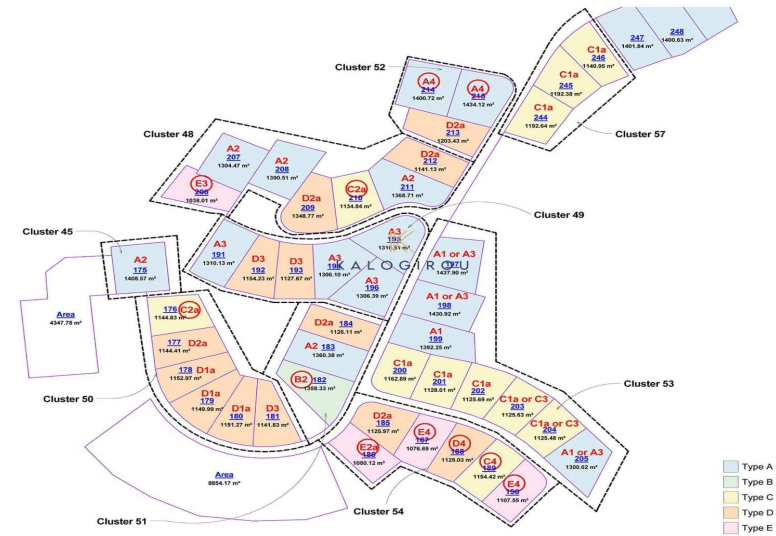 247
1401.84 m²
248
1400.63 m²
C1a
246
1140.95 m²
C1a
245
1192.38 m²
C1a
244
1192.64 m²
Cluster 57
Cluster 52
A4
214
1400.72 m²
A4
215
1434.12 m²
D2a
213
1203.43 m²
Cluster 48
A2
207
1304.47 m²
A2
208
1390.51 m²
E3
206
1038.01 m²
D2a
209
1348.77 m²
C2a
210
1134.84 m²
D2a
212
1141.13 m²
A2
211
1368.71 m²
Cluster 49
Cluster 45
A2
175
1408.57 m²
Area
4347.78 m²
A3
191
1310.13 m²
D3
192
1154.23 m²
D3
193
1127.67 m²
A3
1306.10 m²
A3
195
A3
196
1306.39 m²
KALOGIROU
A1 or A3
197
1437.90 m²
A1 or A3
198
1430.92 m²
A1
199
1392.25 m²
176 C2a
1144.83 m²
177 D2a
1144.41 m²
178 D1a
1152.97 m²
D1a
179
1149.99 m²
D1a
180
1151.27 m²
D3
181
1141.83 m²
Cluster 50
D2a 184
1125.11 m²
A2 183
1360.38 m²
B2 182
1358.33 m²
C1a
200
1162.89 m²
C1a
201
1128.01 m²
C1a
202
1125.69 m²
C1a or C3
203
1125.63 m²
C1a or C3
204
1125.48 m²
A1 or A3
205
1300.62 m²
Cluster 53
D2a
185
1125.97 m²
E2a
186
1080.12 m²
E4
187
1076.69 m²
D4
188
1129.03 m²
C4
189
1154.42 m²
E4
190
1107.55 m²
Area
8854.17 m²
Cluster 51
Cluster 54
Type A
Type B
Type C
Type D
Type E